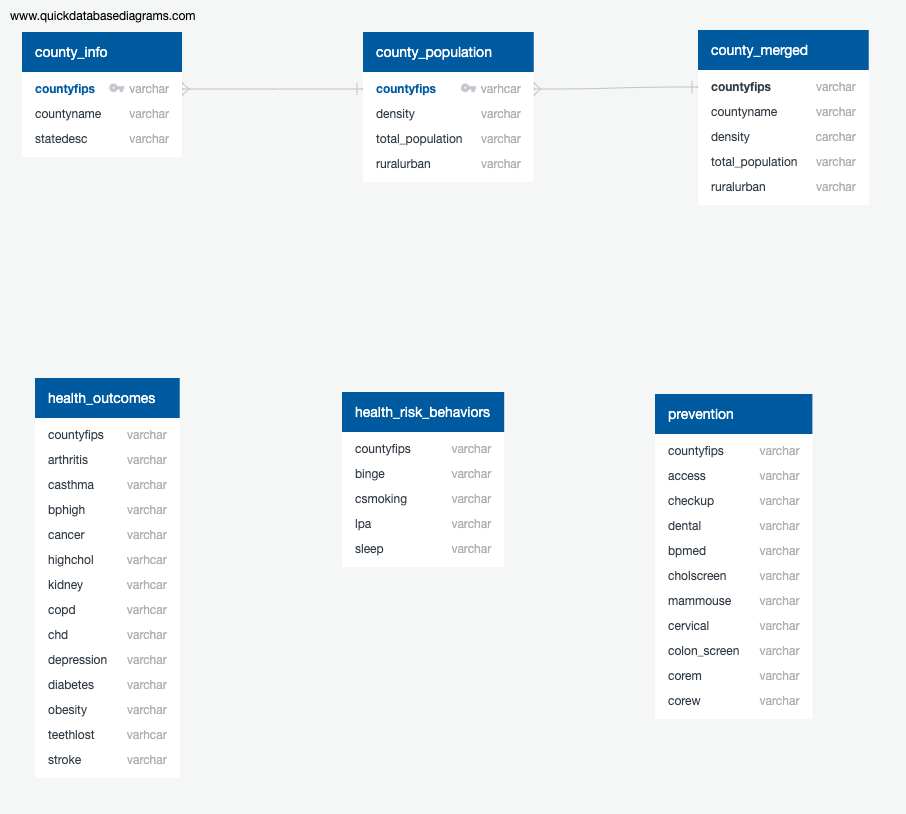 www.quickdatabasediagrams.com
county_info
countyfips varchar
countyname varchar
statedesc varchar
county_population
countyfips varhcar
density varchar
total_population varchar
ruralurban varchar
county_merged
countyfips varchar
countyname varchar
density carchar
total_population varchar
ruralurban varchar
health_outcomes
countyfips varchar
arthritis varchar
casthma varchar
bphigh varchar
cancer varchar
highchol varhcar
kidney varhcar
copd varhcar
chd varchar
depression varchar
diabetes varchar
obesity varchar
teethlost varhcar
stroke varchar
health_risk_behaviors
countyfips varchar
binge varchar
csmoking varchar
lpa varchar
sleep varchar
prevention
countyfips varchar
access varchar
checkup varchar
dental varchar
bpmed varchar
cholscreen varchar
mammouse varchar
cervical varchar
colon_screen varchar
corem varchar
corew varchar